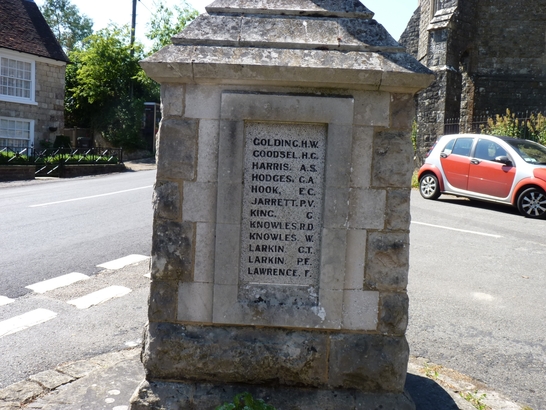 GOLDING.H.W.
GOODSEL.H.G.
HARRIS. A.S.
HODGES. G.A.
HOOK, E.C.
JARRETT.P.V.
KING. G
KNOWLES.R.D
KNOWLES. W.
LARKIN. C.T.
LARKIN. P.F.
LAWRENCE. F.